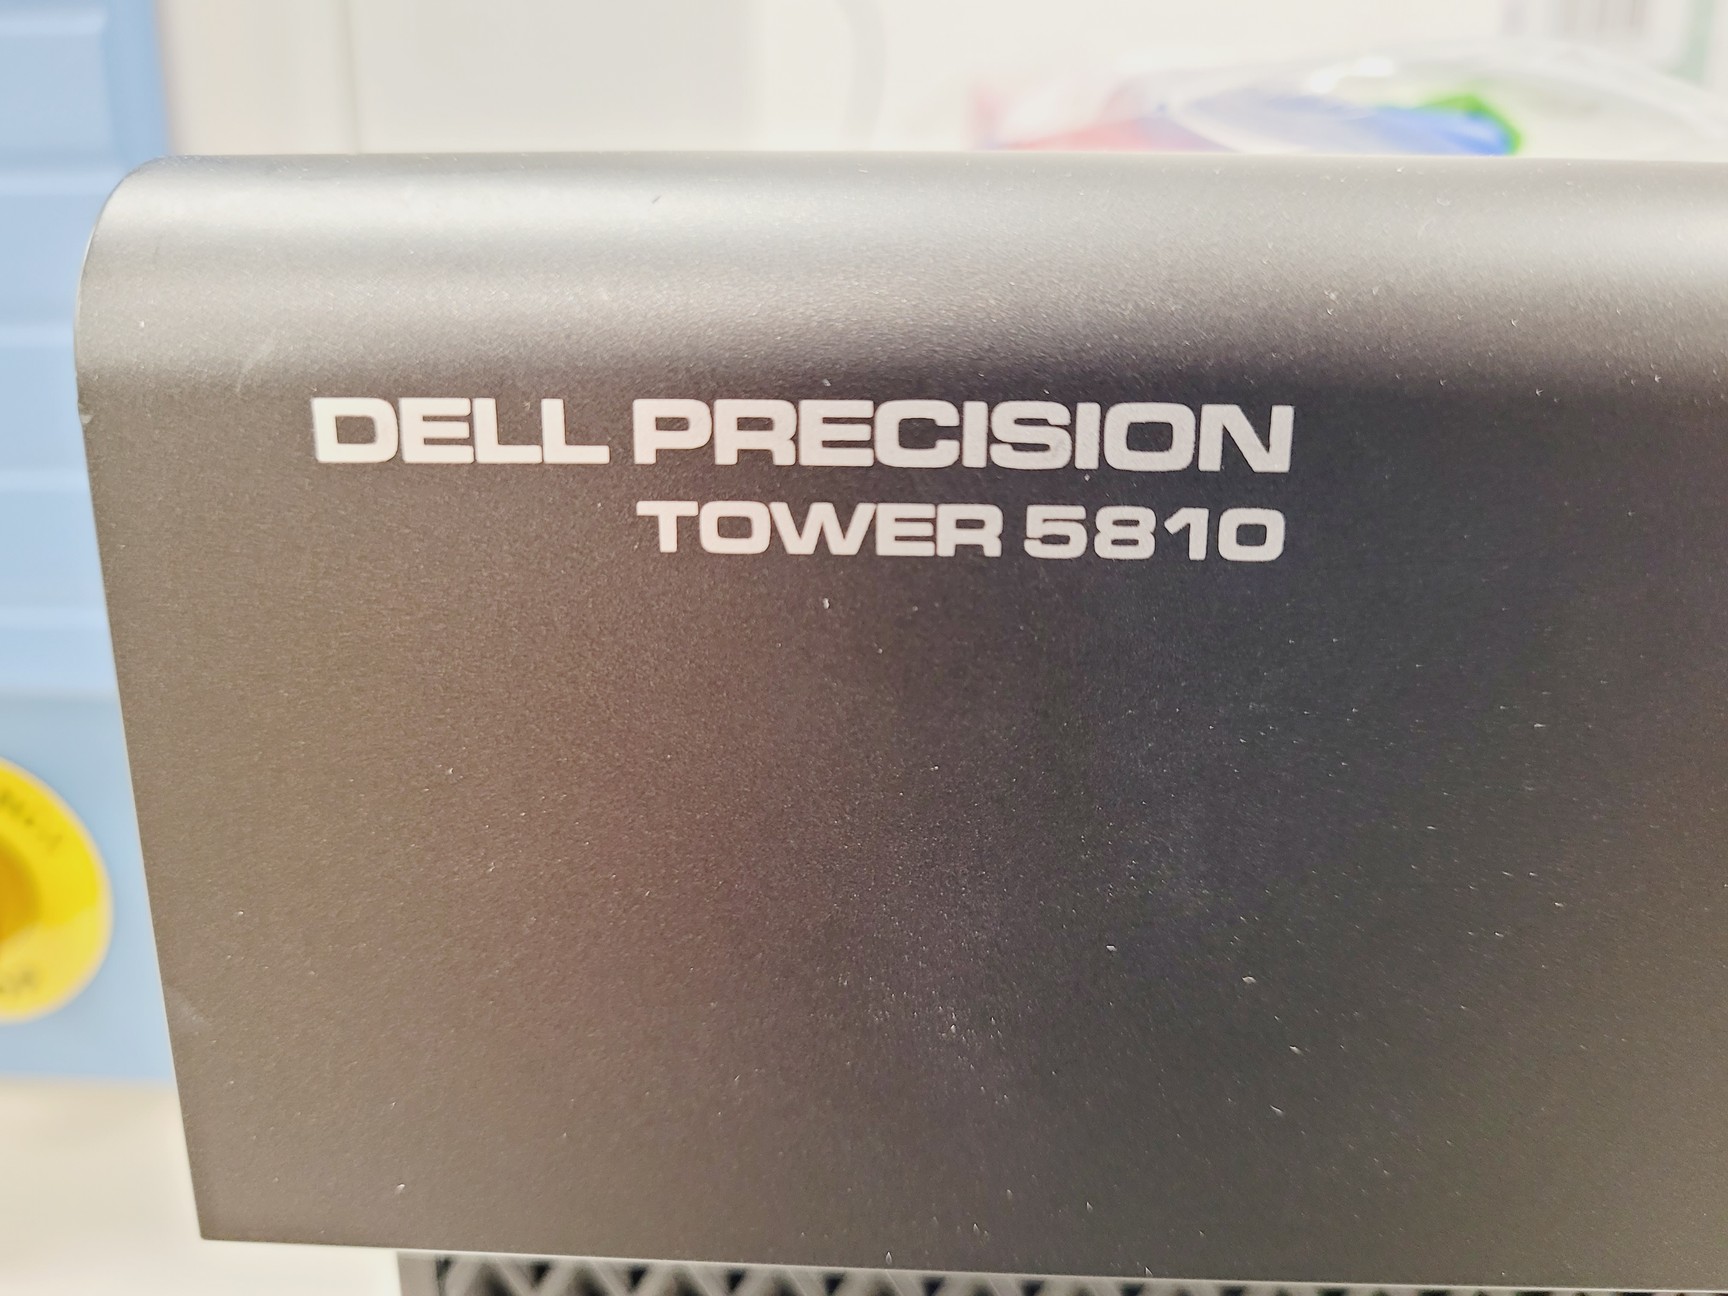 DELL PRECISION
TOWER 5810